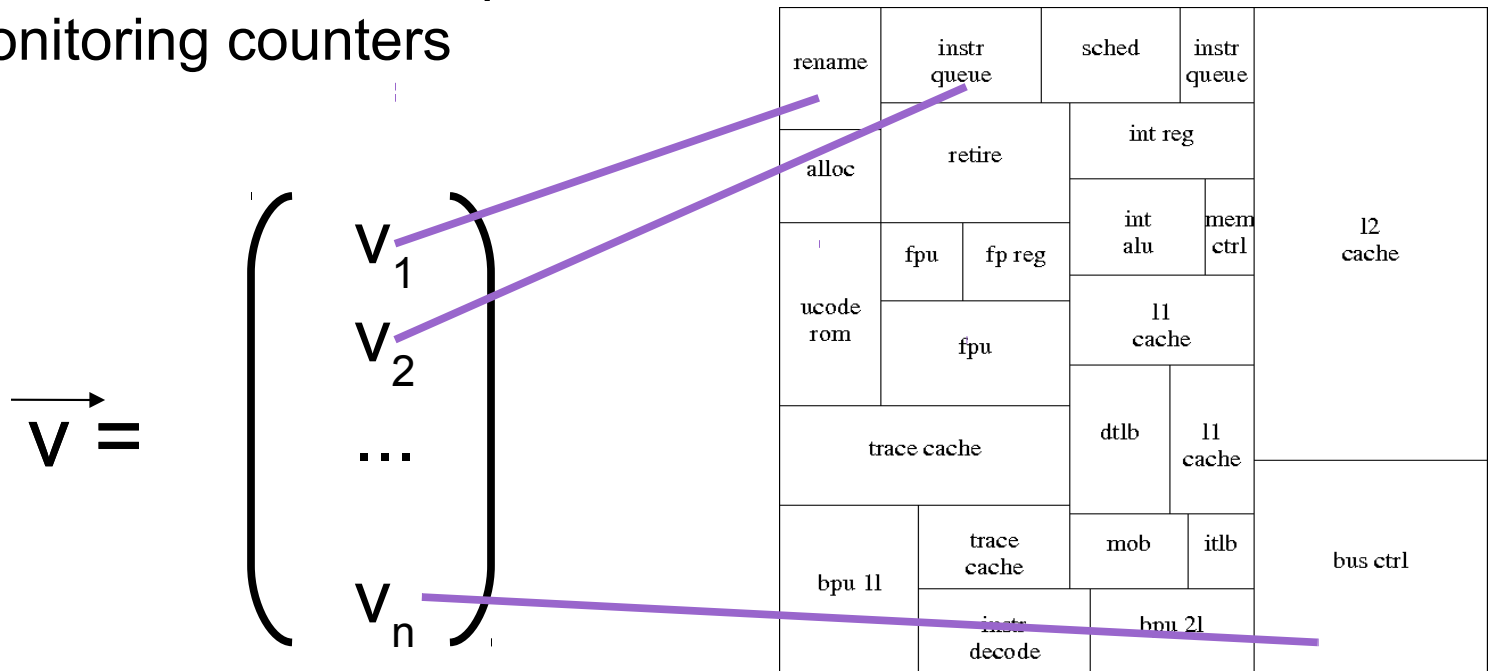 onitoring counters
v1
v2
v =
...
vn
rename
instr
queue
sched
instr
queue
alloc
retire
int reg
int
alu
mem
ctrl
l2
cache
ucode
rom
fpu
fp reg
fpu
l1
cache
trace cache
dtlb
l1
cache
bpu 1l
trace
cache
mob
itlb
bus ctrl
instr
decode
bpu 2l